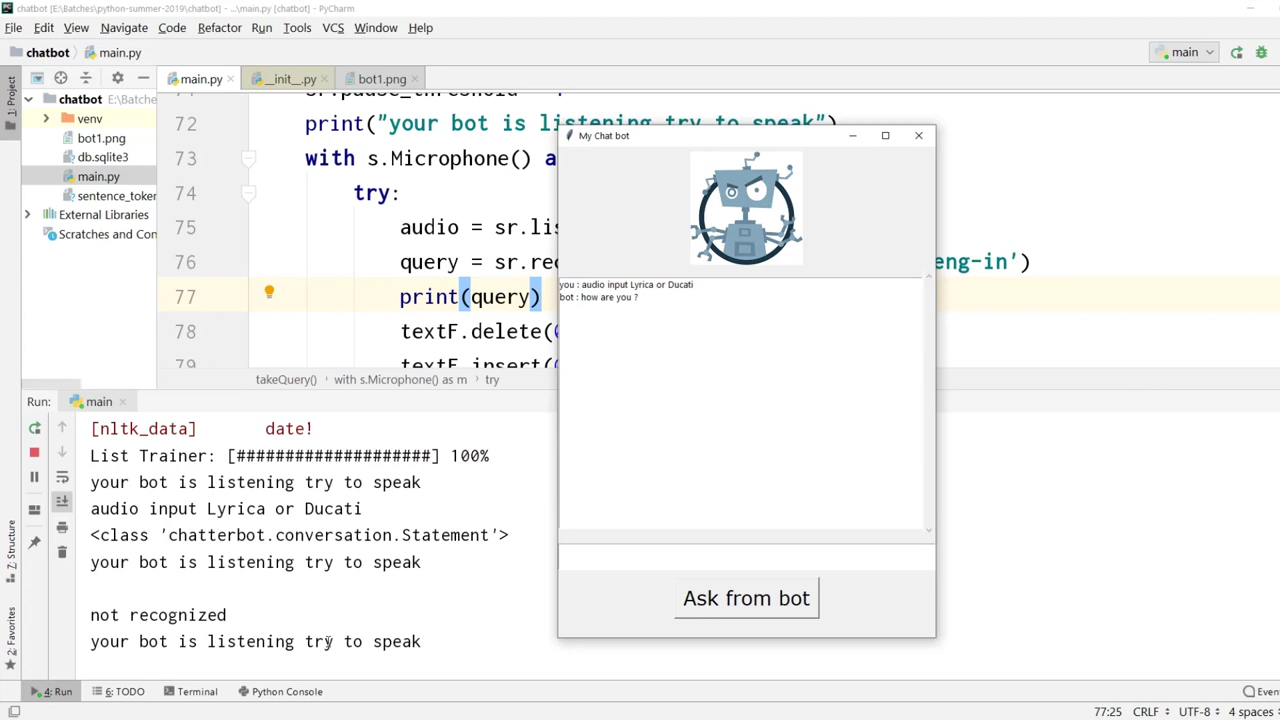 chatbot [E:\Batches\python-summer-2019\chatbot] - ...\main.py [chatbot] - PyCharm
File Edit View Navigate Code Refactor Run Tools VCS Window Help
chatbot main.py main
1: Project
main.py __init__.py bot1.png
chatbot E:\Batche
venv
bot1.png
db.sqlite3
main.py
sentence_token
External Libraries
Scratches and Con
72 print("your bot is listening try to speak")
73 with s.Microphone() a
74 try:
75 audio = sr.lis
76 query = sr.rec eng-in')
77 print(query)
78 textF.delete(
79 textF.insert(
takeQuery() with s.Microphone() as m try
My Chat bot
you : audio input Lyrica or Ducati
bot : how are you ?
Ask from bot
Run: main
[nltk_data] date!
List Trainer: [####################] 100%
your bot is listening try to speak
audio input Lyrica or Ducati
<class 'chatterbot.conversation.Statement'>
your bot is listening try to speak
not recognized
your bot is listening try to speak
Z: Structure
2: Favorites
4: Run 6: TODO Terminal Python Console Even
77:25 CRLF UTF-8 4 spaces